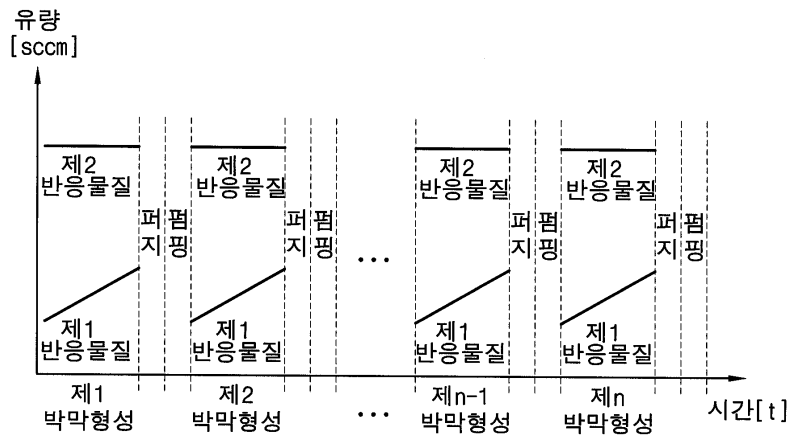 유량
[sccm]
제2
반응물질
제2
반응물질
제2
반응물질
제2
반응물질
퍼
지
펌
핑
퍼
지
펌
핑
...
퍼
지
펌
핑
퍼
지
펌
핑
제1
반응물질
제1
반응물질
제1
반응물질
제1
반응물질
제1
박막형성
제2
박막형성
...
제n-1
박막형성
제n
박막형성
시간[t]